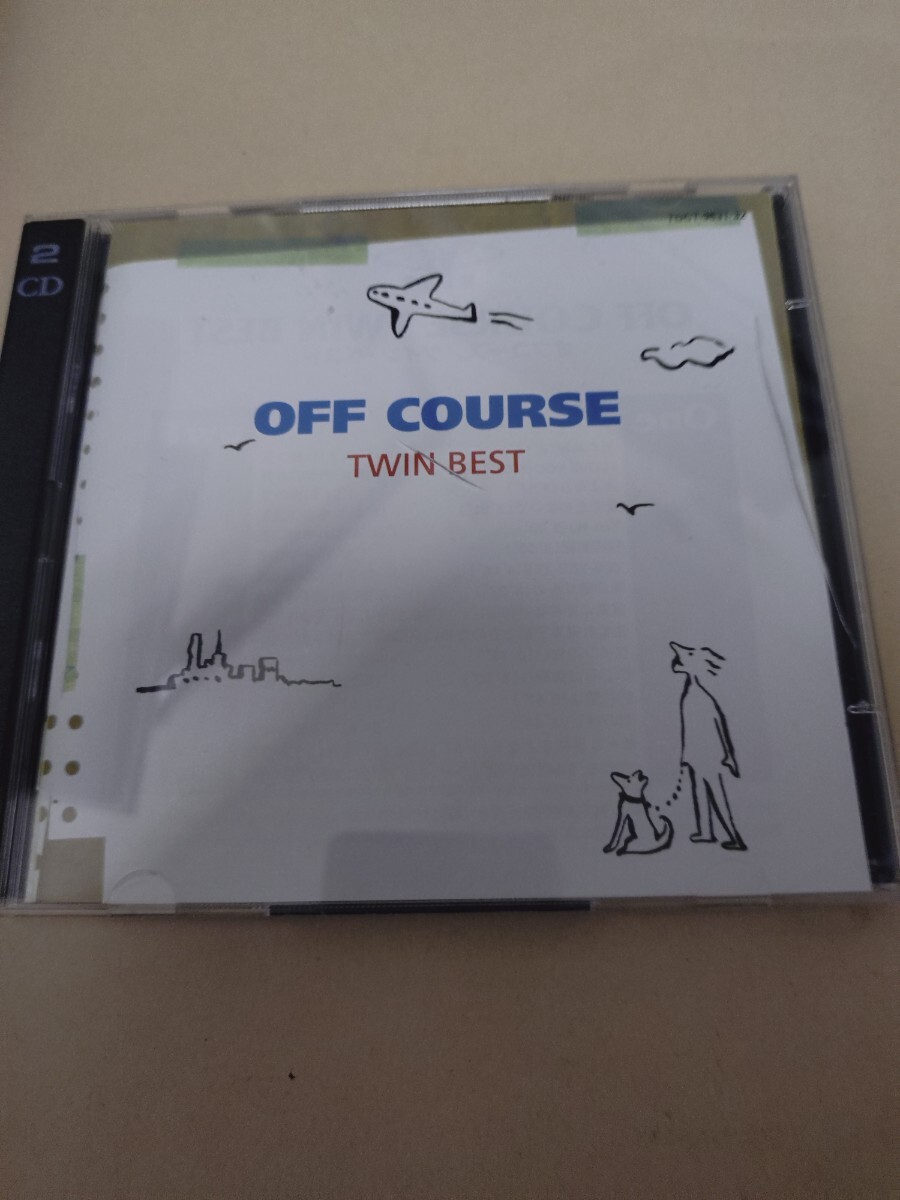 2
CD
OFF COURSE
TWIN BEST